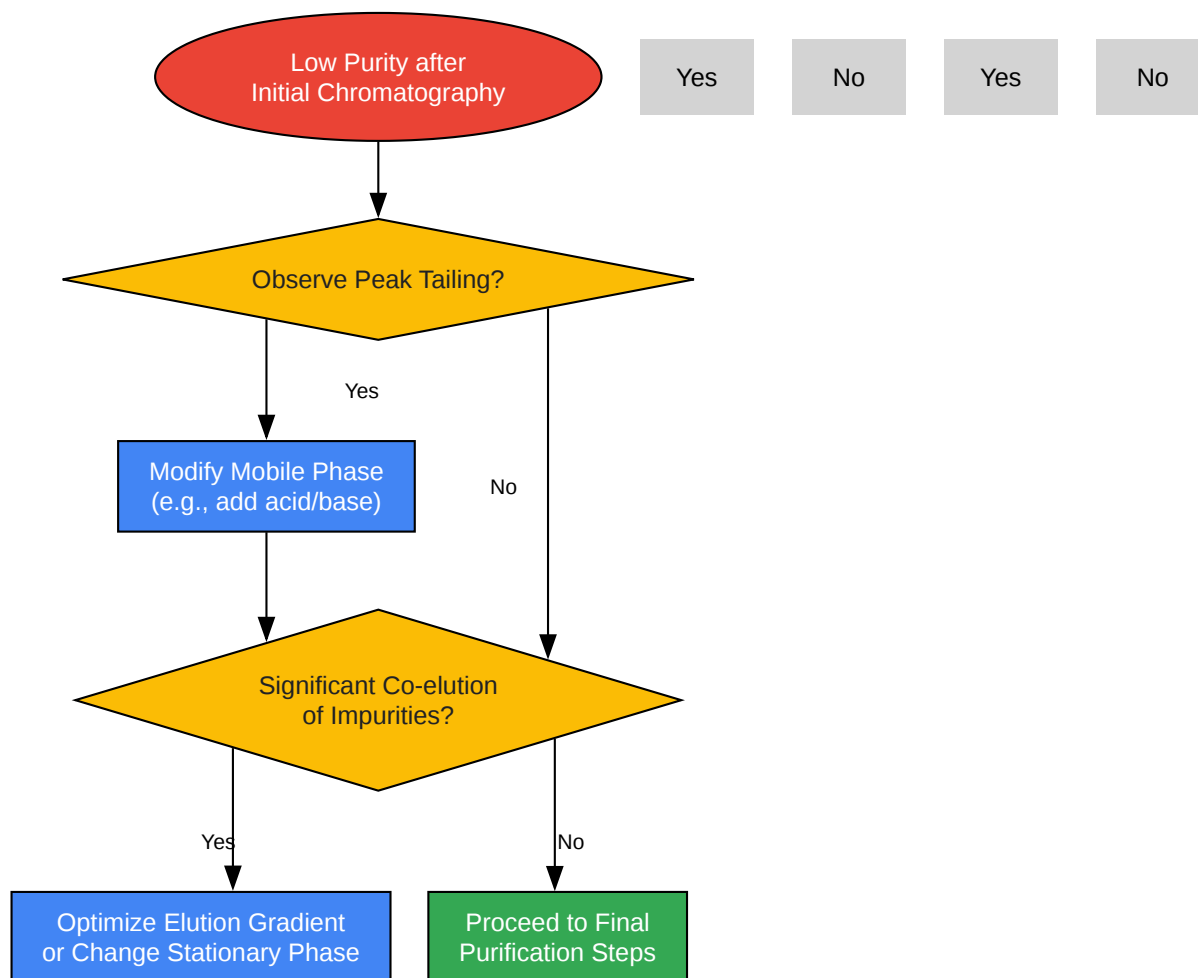 Low Purity after
Initial Chromatography
Yes
No
Yes
No
Observe Peak Tailing?
Yes
Modify Mobile Phase
(e.g., add acid/base)
No
Significant Co-elution
of Impurities?
Yes
No
Optimize Elution Gradient
or Change Stationary Phase
Proceed to Final
Purification Steps